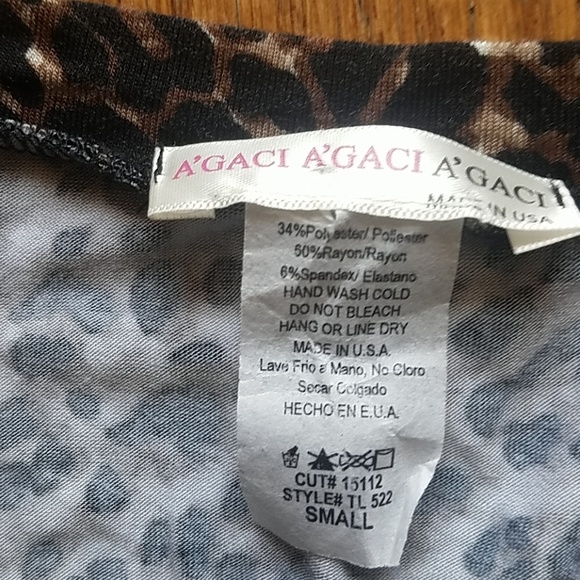 A'GACI A'GACI A'GACI
MADE IN USA
34%Polyester/ Poliester
60%Rayon/Rayon
6%Spandex/ Elastano
HAND WASH COLD
DO NOT BLEACH
HANG OR LINE DRY
MADE IN U.S.A.
Lave Frio a Mano, No Cloro
Secar Colgado
HECHO EN E.U.A.
CUT# 15112
STYLE# TL 522
SMALL